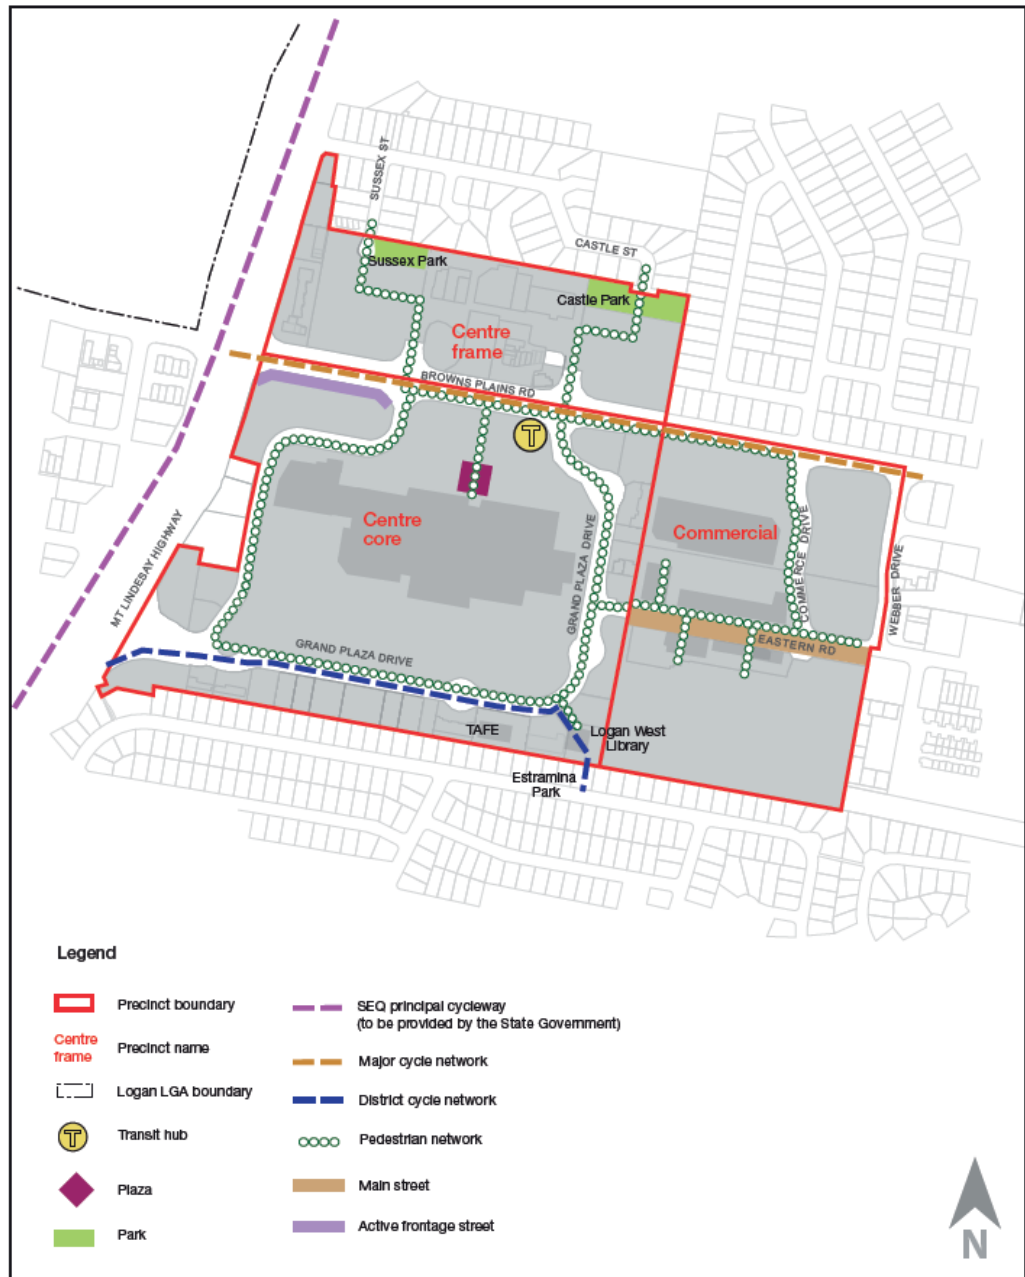 SUSSEX ST
CASTLE ST
Sussex Park
Castle Park
Centre
frame
BROWNS PLAINS RD
T
Centre
core
Commercial
MT LINDESAY HIGHWAY
GRAND PLAZA DRIVE
COMMERCE DRIVE
WEBBER DRIVE
EASTERN RD
GRAND PLAZA DRIVE
TAFE
Logan West
Library
Estramina
Park
Legend
Precinct boundary
Centre
frame
Precinct name
Logan LGA boundary
T
Transit hub
Plaza
Park
SEQ principal cycleway
(to be provided by the State Government)
Major cycle network
District cycle network
Pedestrian network
Main street
Active frontage street
N